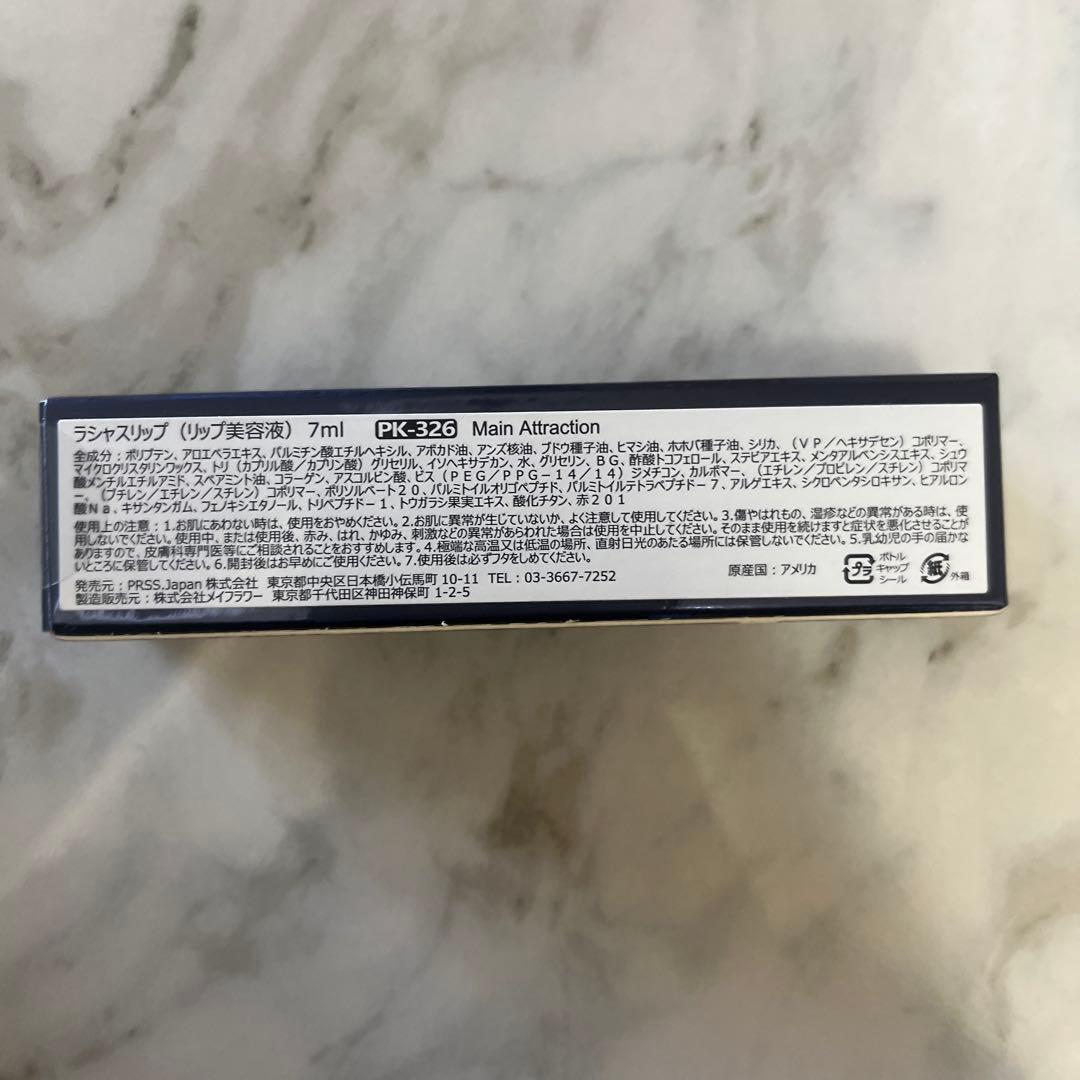 ラシャスリップ（リップ美容液） 7ml PK-326 Main Attraction
全成分：ポリブテン、アロエベラエキス、パルミチン酸エチルヘキシル、アボカド油、アンズ核油、ブドウ種子油、ヒマシ油、ホホバ種子油、シリカ、（ＶＰ／ヘキサデセン）コポリマー、
マイクロクリスタリンワックス、トリ（カプリル酸／カプリン酸）グリセリル、イソヘキサデカン、水、グリセリン、ＢＧ、酢酸トコフェロール、ステビアエキス、メンタアルベンシスエキス、シュウ
酸メンチルエチルアミド、スペアミント油、コラーゲン、アスコルビン酸、ビス（ＰＥＧ／ＰＰＧ－１４／１４）ジメチコン、カルボマー、（エチレン／プロピレン／スチレン）コポリマ
ー、（ブチレン／エチレン／スチレン）コポリマー、ポリソルベート２０、パルミトイルオリゴペプチド、パルミトイルテトラペプチド－７、アルゲエキス、シクロペンタシロキサン、ヒアルロン
酸Ｎａ、キサンタンガム、フェノキシエタノール、トリペプチド－１、トウガラシ果実エキス、酸化チタン、赤２０１
使用上の注意：1.お肌にあわない時は、使用をおやめください。2.お肌に異常が生じていないか、よく注意して使用してください。3.傷やはれもの、湿疹などの異常がある時は、使
用しないでください。使用中、または使用後、赤み、はれ、かゆみ、刺激などの異常があらわれた場合は使用を中止してください。そのまま使用を続けますと症状を悪化させることが
ありますので、皮膚科専門医等にご相談されることをおすすめします。4.極端な高温又は低温の場所、直射日光のあたる場所には保管しないでください。5.乳幼児の手の届かな
いところに保管してください。6.開封後はお早めにご使用ください。7.使用後は必ずフタをしめてください。
発売元：PRSS.Japan 株式会社 東京都中央区日本橋小伝馬町 10-11 TEL：03-3667-7252
製造販売元：株式会社メイフラワー 東京都千代田区神田神保町 1-2-5
原産国：アメリカ
プラ
ボトル
キャップ
シール
紙
外箱